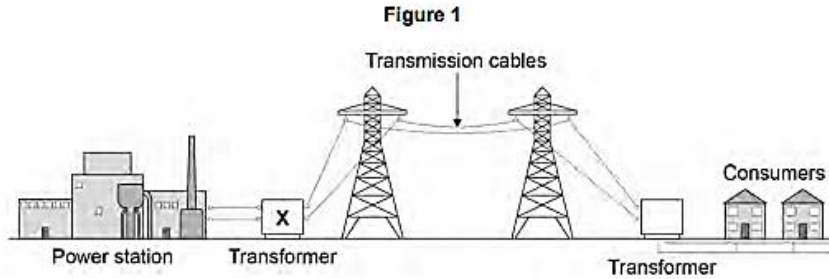 Figure 1
Transmission cables
Consumers
X
Power station
Transformer
Transformer